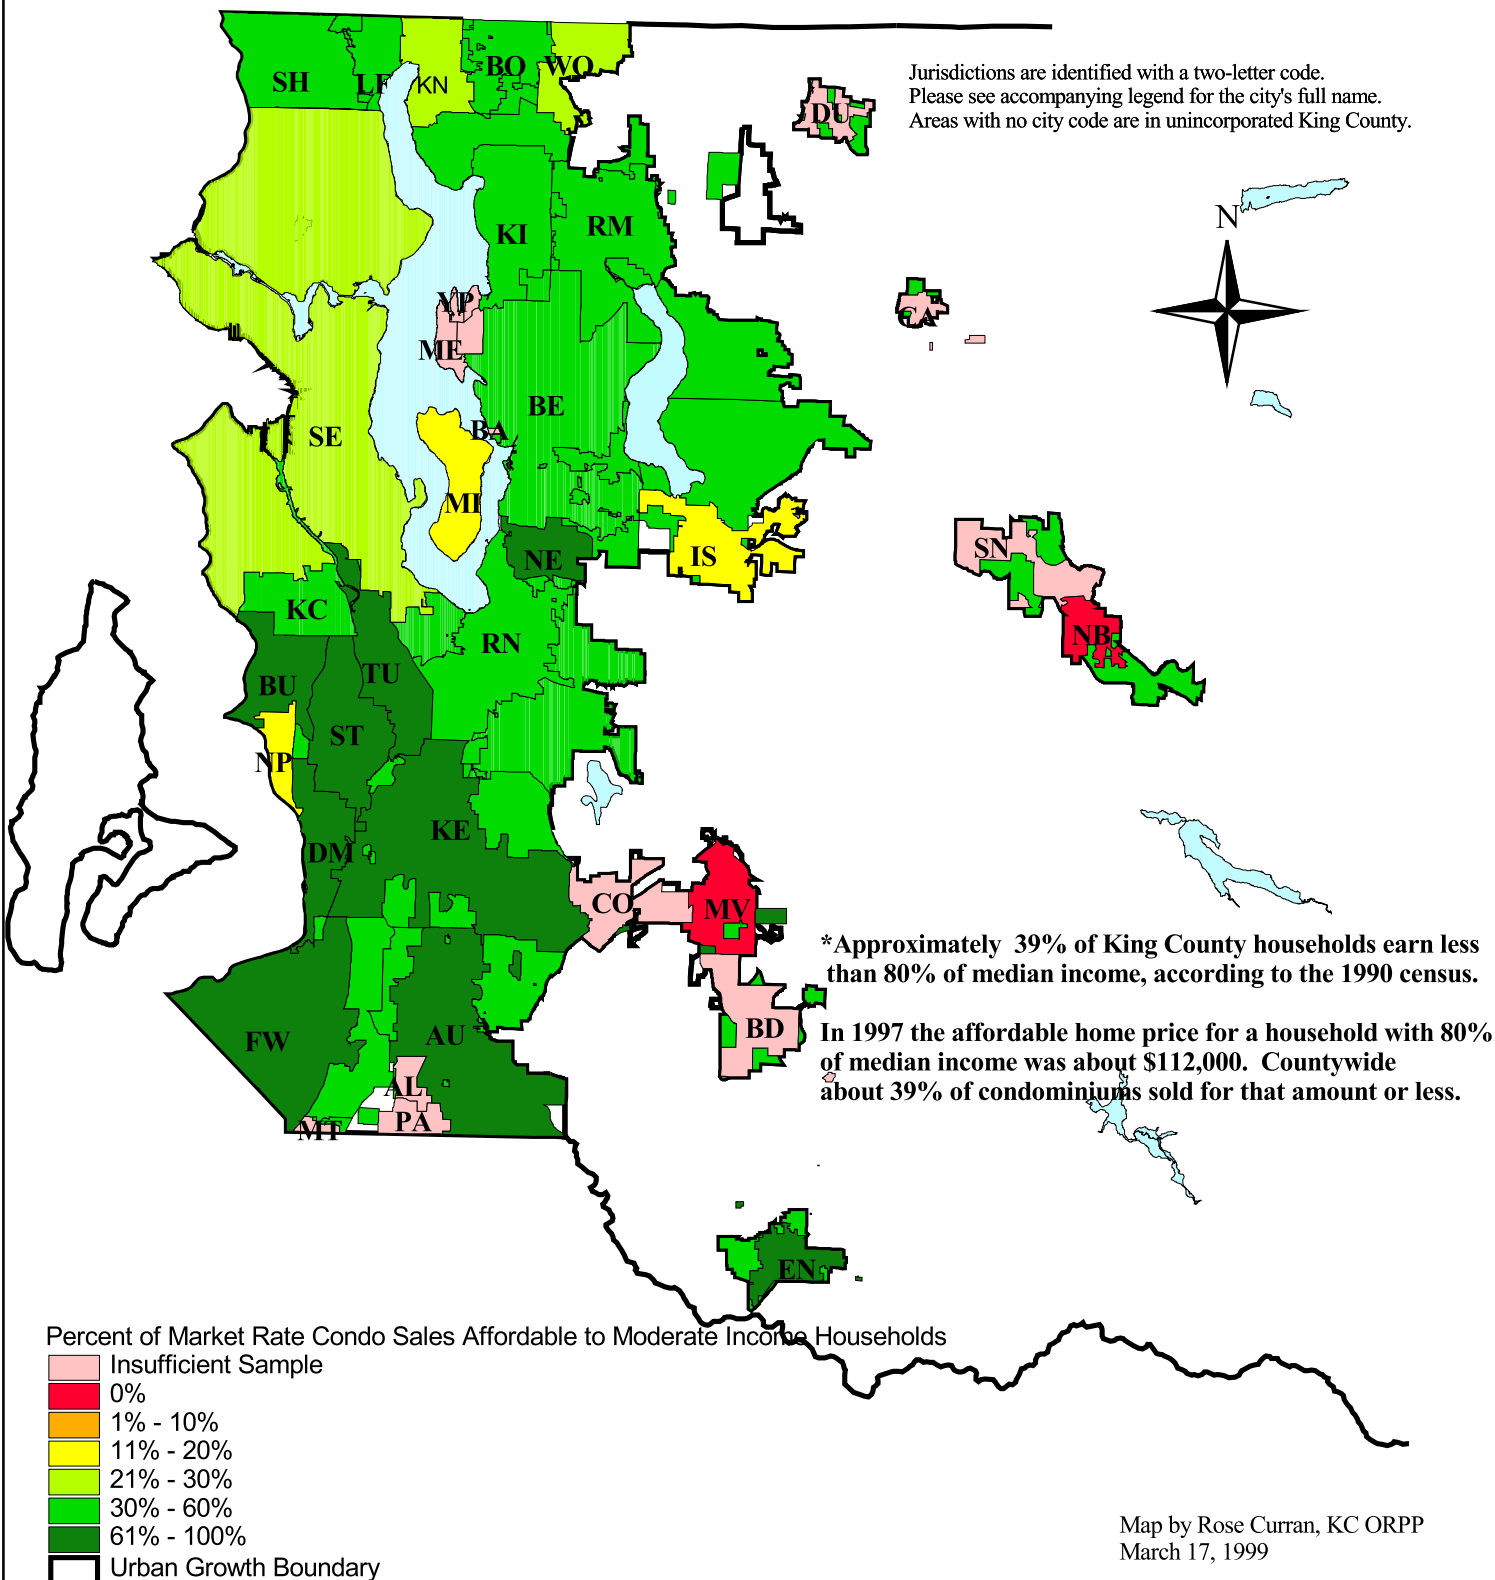 SH
LF
KN
BO
WO
Jurisdictions are identified with a two-letter code.
Please see accompanying legend for the city's full name.
Areas with no city code are in unincorporated King County.
DU
N
KI
RM
YP
CA
ME
BE
BA
SE
MI
NE
IS
SN
KC
RN
NB
BU
TU
ST
NP
KE
DM
CO
MV
*Approximately 39% of King County households earn less
than 80% of median income, according to the 1990 census.
FW
AU
BD
In 1997 the affordable home price for a household with 80%
of median income was about $112,000. Countywide
about 39% of condominiums sold for that amount or less.
AL
PA
MT
EN
Percent of Market Rate Condo Sales Affordable to Moderate Income Households
Insufficient Sample
0%
1% - 10%
11% - 20%
21% - 30%
30% - 60%
61% - 100%
Urban Growth Boundary
Map by Rose Curran, KC ORPP
March 17, 1999